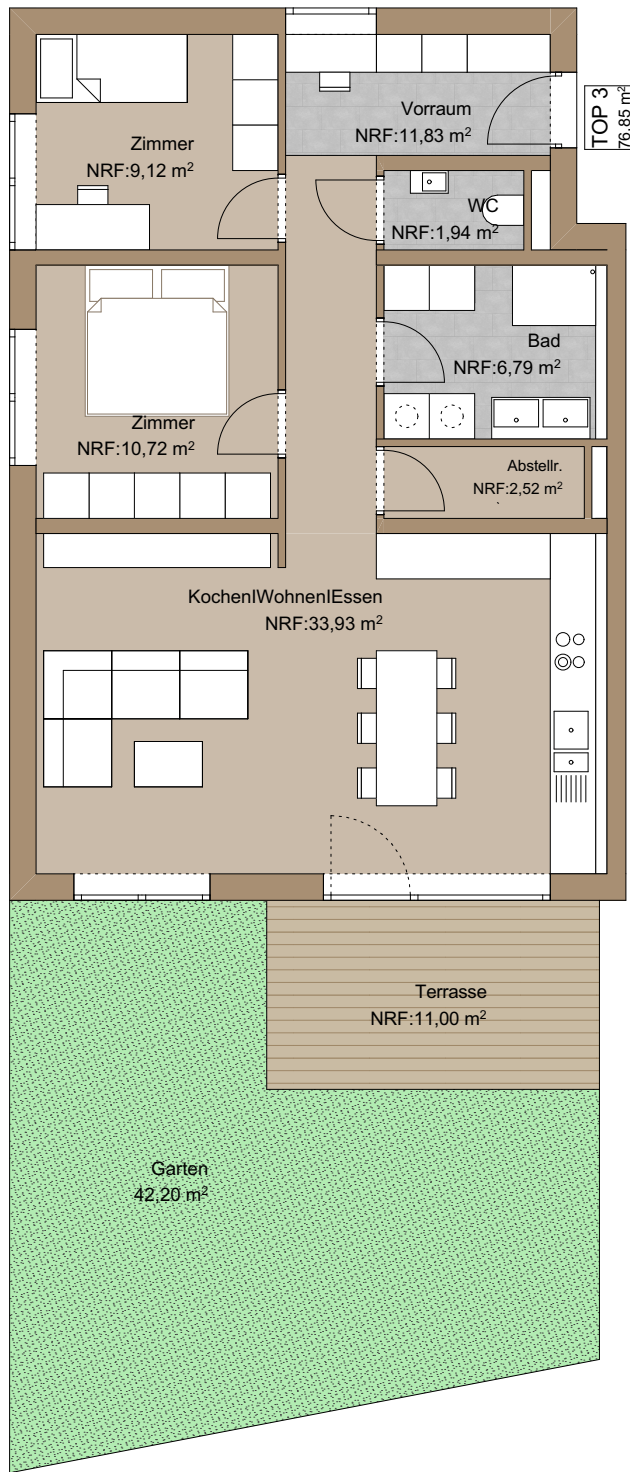 Vorraum
NRF:11,83 m²
TOP 3
76.85 m²
Zimmer
NRF:9,12 m²
WC
NRF:1,94 m²
Bad
NRF:6,79 m²
Zimmer
NRF:10,72 m²
Abstellr.
NRF:2,52 m²
KochenIWohnenIEssen
NRF:33,93 m²
Terrasse
NRF:11,00 m²
Garten
42,20 m²